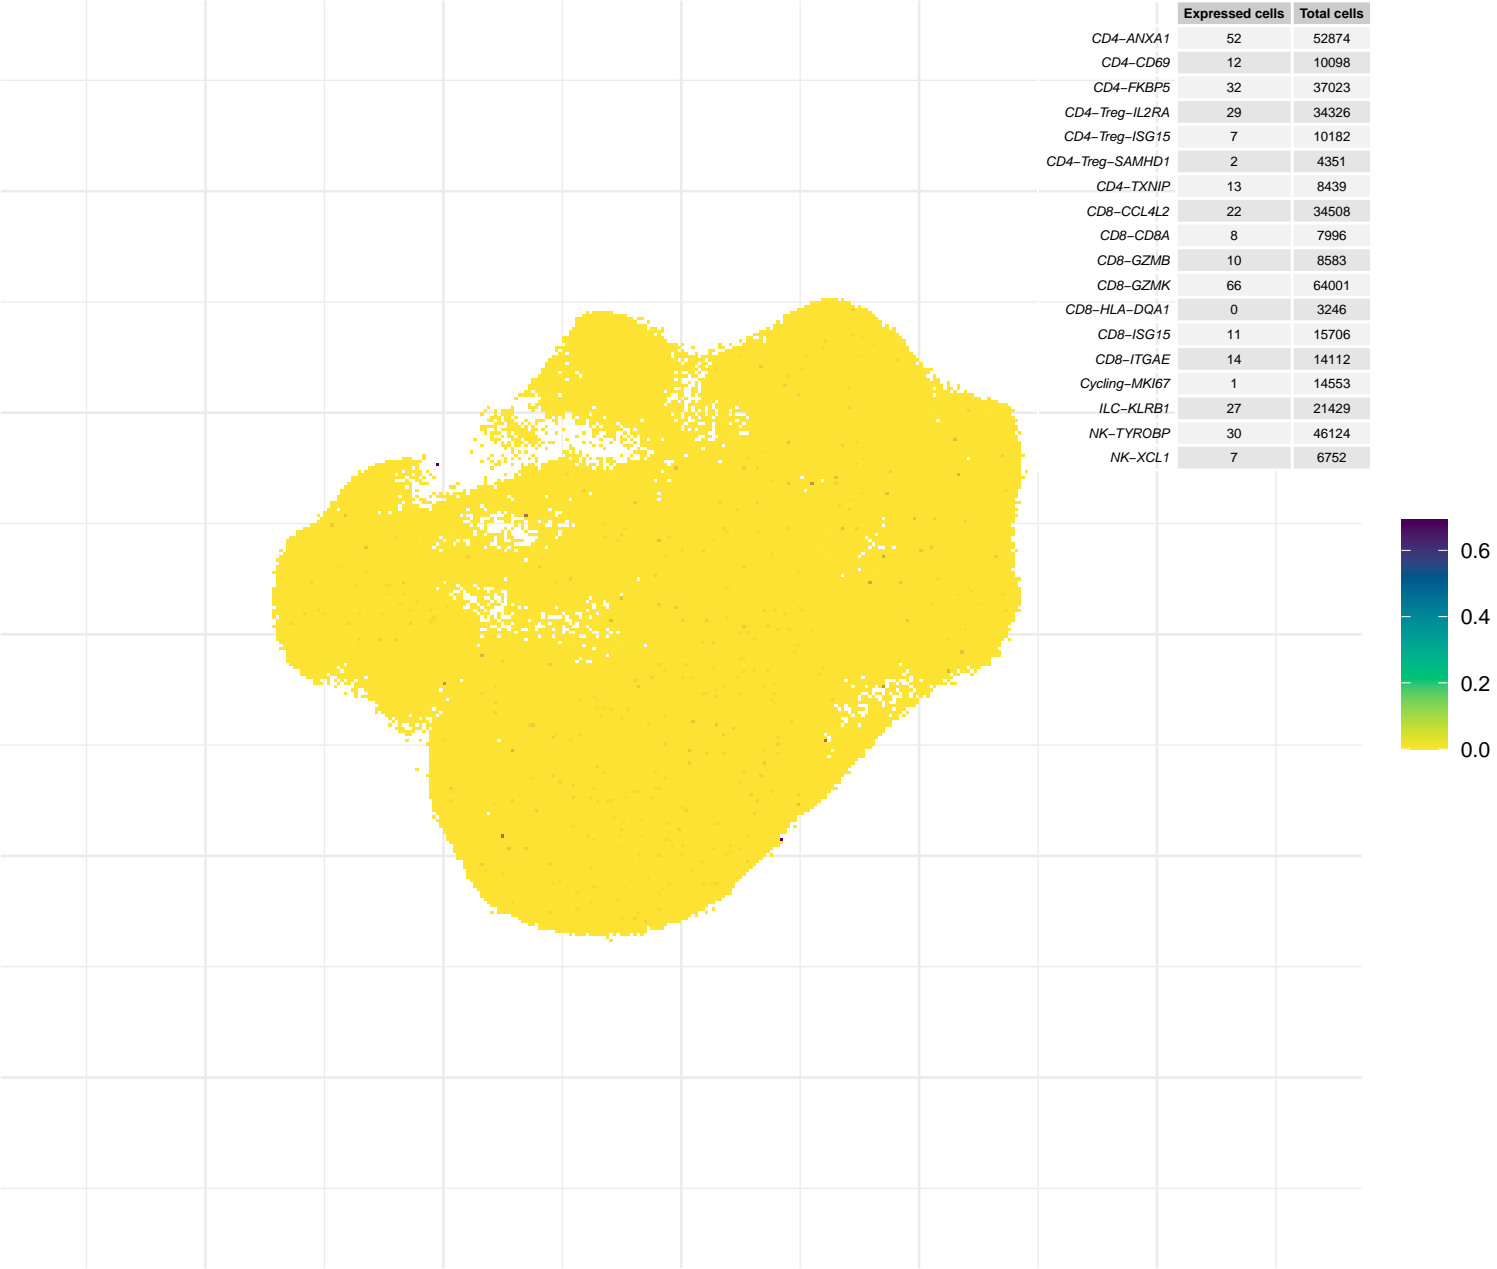 Expressed cells Total cells
CD4−ANXA1 52 52874
CD4−CD69 12 10098
CD4−FKBP5 32 37023
CD4−Treg−IL2RA 29 34326
CD4−Treg−ISG15 7 10182
CD4−Treg−SAMHD1 2 4351
CD4−TXNIP 13 8439
CD8−CCL4L2 22 34508
CD8−CD8A 8 7996
CD8−GZMB 10 8583
CD8−GZMK 66 64001
CD8−HLA−DQA1 0 3246
CD8−ISG15 11 15706
CD8−ITGAE 14 14112
Cycling−MKI67 1 14553
ILC−KLRB1 27 21429
NK−TYROBP 30 46124
NK−XCL1 7 6752
0.6
0.4
0.2
0.0